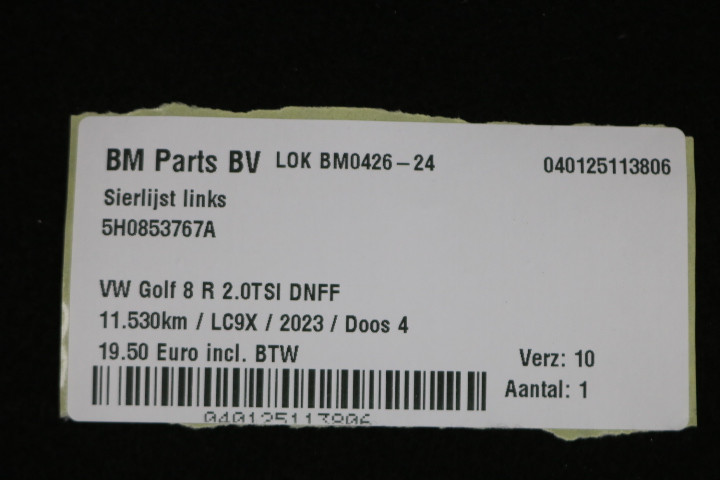 BM Parts BV LOK BM0426-24 040125113806
Sierlijst links
5H0853767A
VW Golf 8 R 2.0TSI DNFF
11.530km / LC9X / 2023 / Doos 4
19.50 Euro incl. BTW Verz: 10
Aantal: 1
040125113806